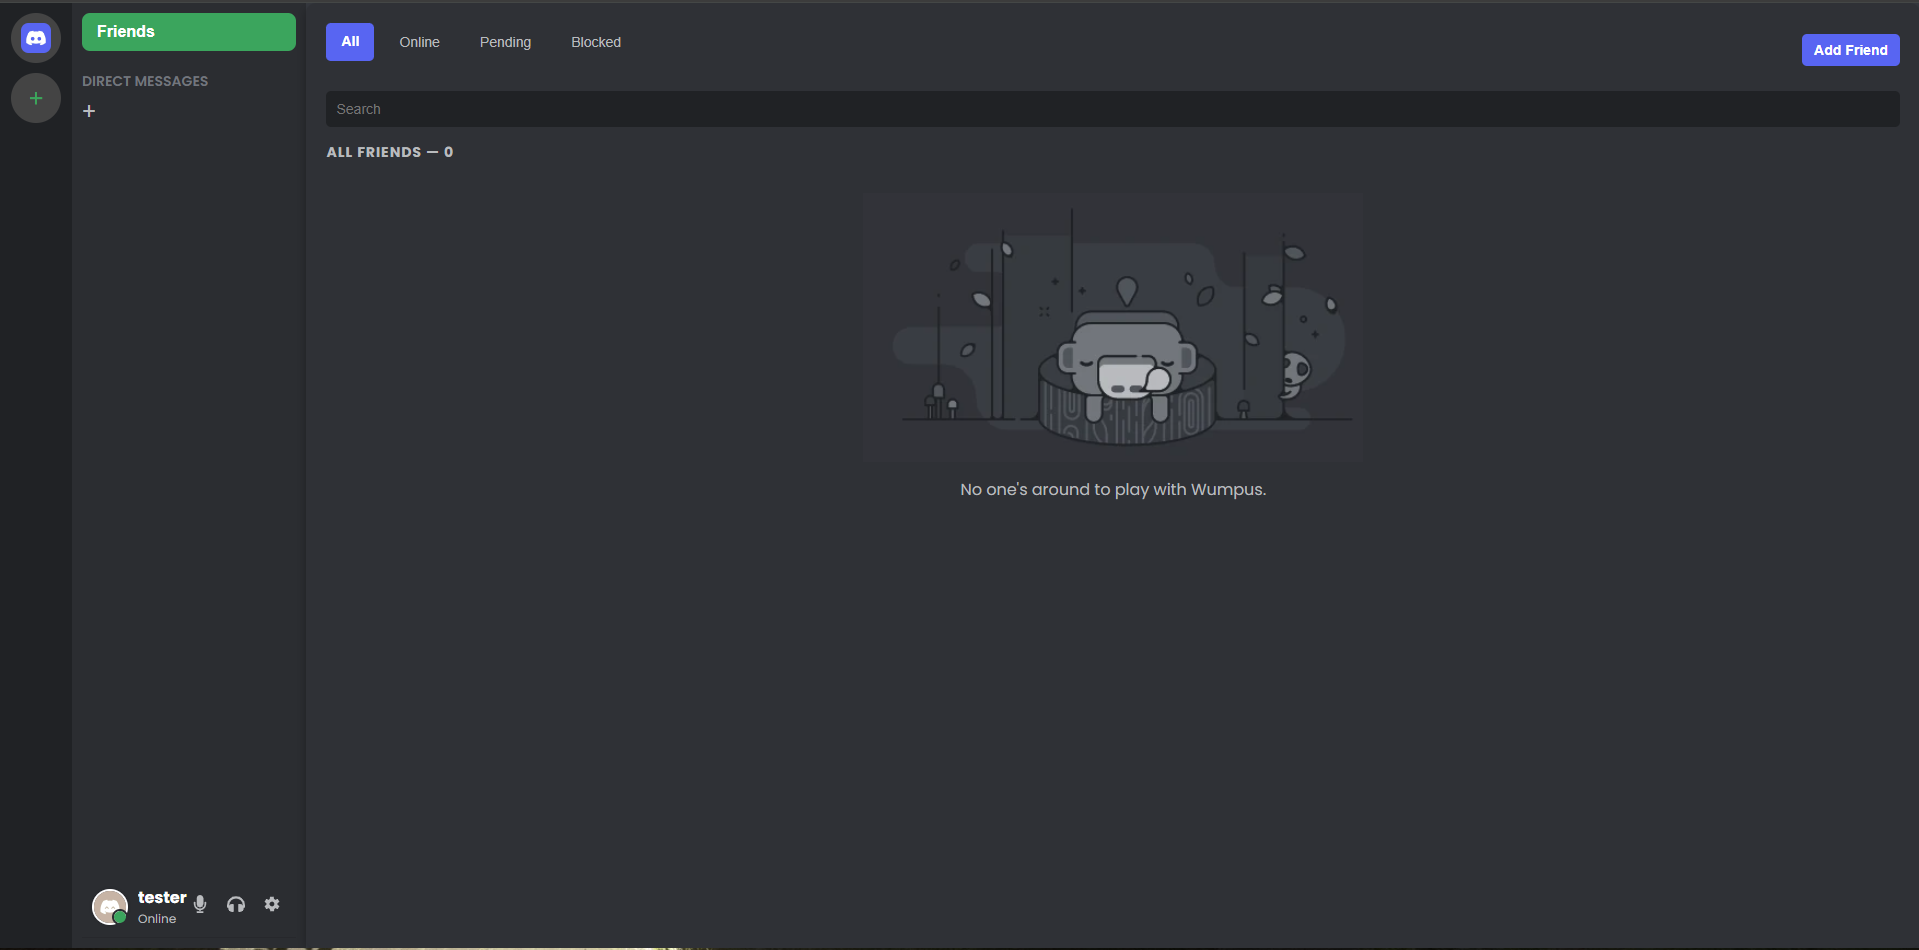 Friends
DIRECT MESSAGES
+
tester
Online
All
Online
Pending
Blocked
Add Friend
Search
ALL FRIENDS — 0
No one's around to play with Wumpus.